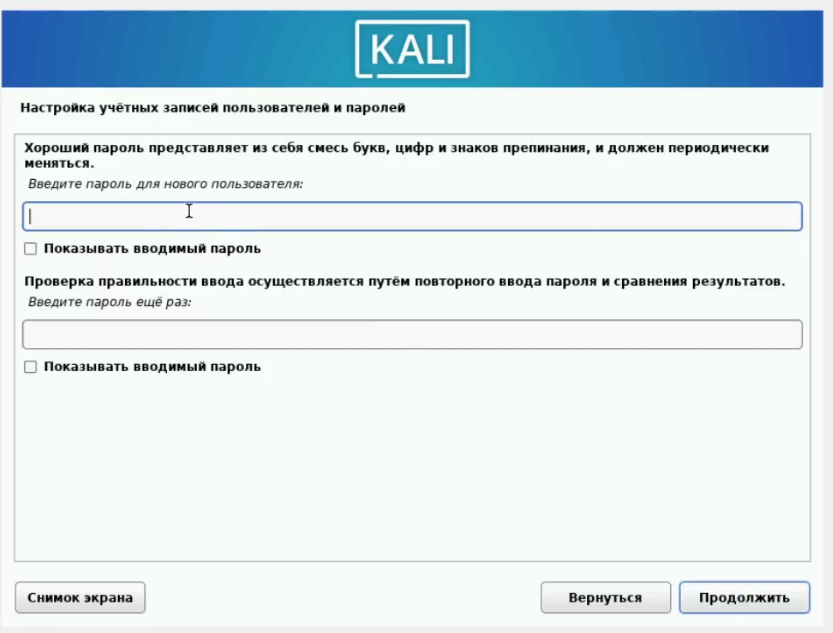 KALI
Настройка учётных записей пользователей и паролей
Хороший пароль представляет из себя смесь букв, цифр и знаков препинания, и должен периодически
меняться.
Введите пароль для нового пользователя:
Показывать вводимый пароль
Проверка правильности ввода осуществляется путём повторного ввода пароля и сравнения результатов.
Введите пароль ещё раз:
Показывать вводимый пароль
Снимок экрана
Вернуться
Продолжить